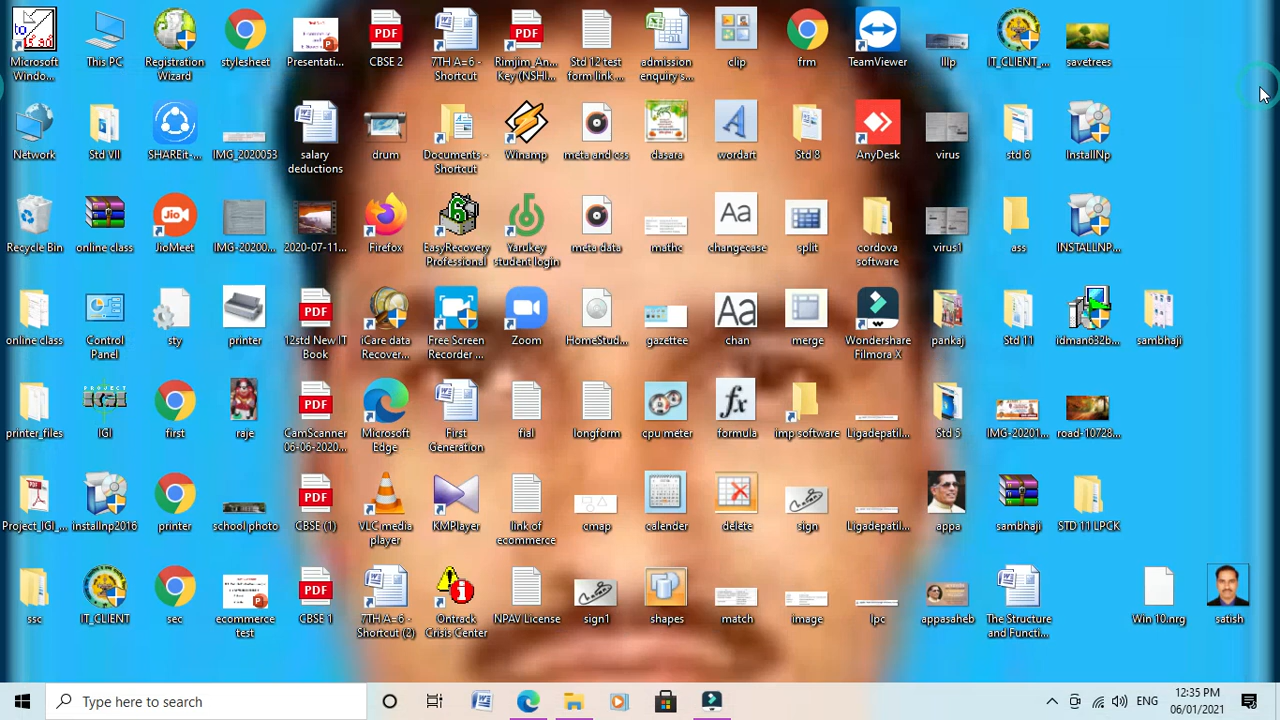 Microsoft Windo...
This PC
Registration Wizard
stylesheet
Presentati...
CBSE 2
7TH A=6 - Shortcut
Rimjim_An... Key (NSHI...
Std 12 test form link ...
admission enquiry s...
clip
frm
TeamViewer
lllp
IT_CLIENT_...
savetrees
Network
Std VII
SHAREit-...
IMG_2020053
salary deductions
drum
Documents - Shortcut
Winamp
meta and css
dasara
wordart
Std 8
AnyDesk
virus
std 6
InstallNp
Recycle Bin
online class
JioMeet
IMG-20200...
2020-07-11...
Firefox
EasyRecovery Professional
Yarukey student login
meta data
mathc
changecase
split
cordova software
virus1
ass
INSTALLNP...
online class
Control Panel
sty
printer
12std New IT Book
iCare data Recover...
Free Screen Recorder ...
Zoom
HomeStud...
gazettee
chan
merge
Wondershare Filmora X
pankaj
Std 11
idman632b...
sambhaji
printer files
IGI
first
raje
CamScanner 06-06-2020...
Microsoft Edge
First Generation
fial
longform
cpu meter
formula
imp software
Ligadepatil...
Std 5
IMG-20201...
road-10728...
Project_IGI_...
installnp2016
printer
school photo
CBSE (1)
VLC media player
KMPlayer
link of ecommerce
cmap
calender
delete
sign
Ligadepatil...
appa
sambhaji
STD 11 LPCK
ssc
IT_CLIENT
ecommerce test
CBSE 1
7TH A=6 - Shortcut (2)
Ontrack Crisis Center
NPAV License
sign1
shapes
match
image
lpc
appasaheb
The Structure and Functi...
Win 10.nrg
satish
Type here to search
ENG
12:35 PM
06/01/2021